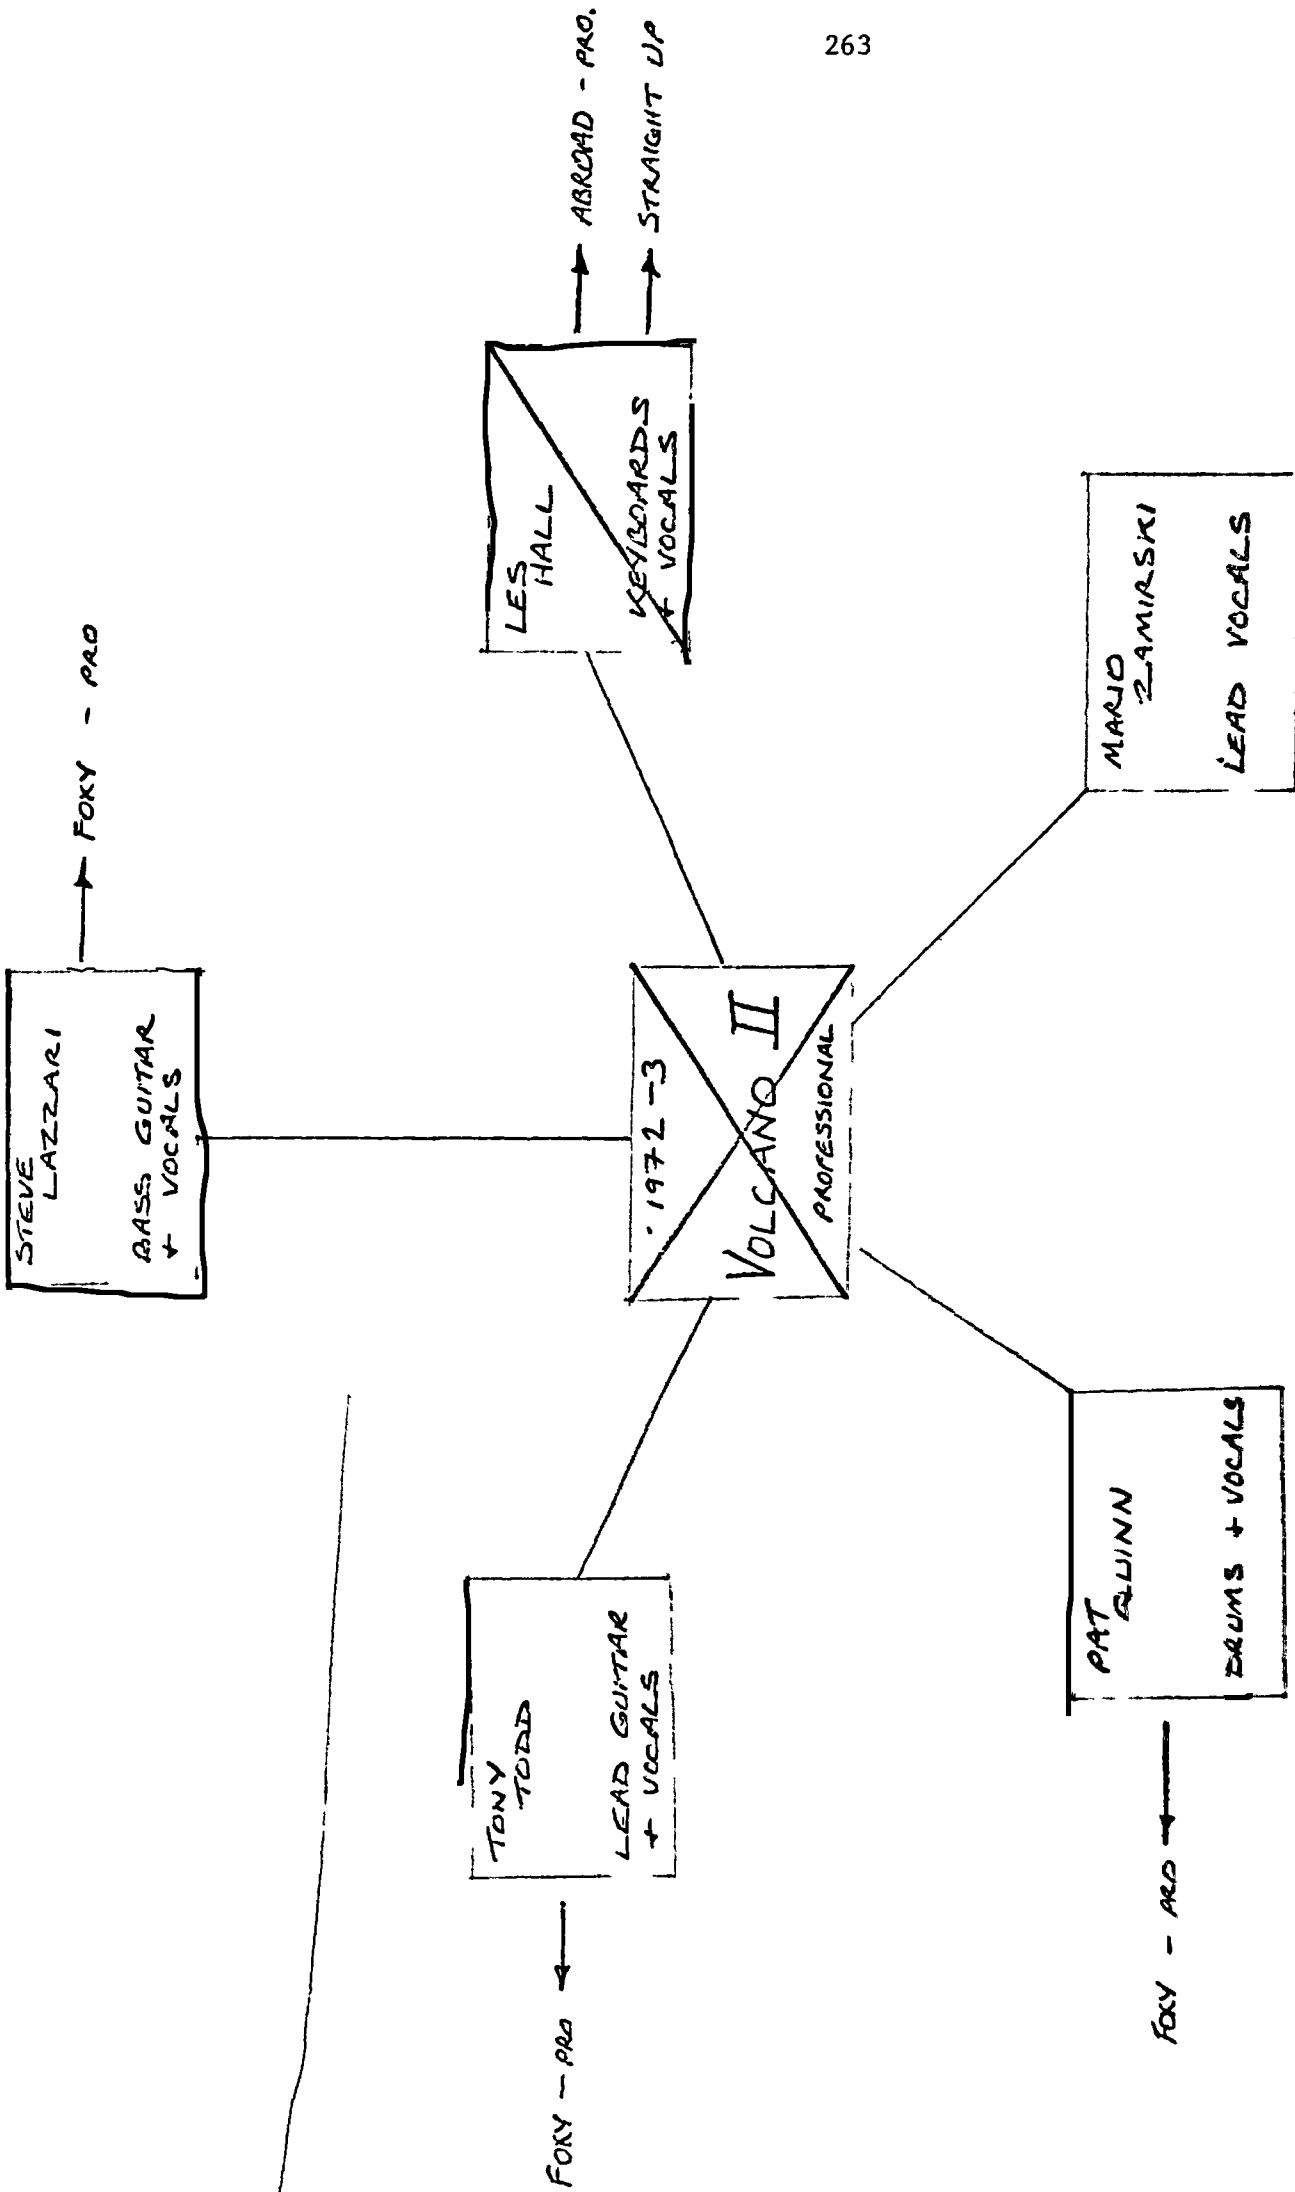 263
STEVE
LAZZARI
BASS GUITAR
+ VOCALS
FOXY - PRO
TONY
TODD
LEAD GUITAR
+ VOCALS
FOXY - PRO
LES
HALL
KEYBOARDS
+ VOCALS
ABROAD - PRO.
STRAIGHT UP
1972-3
VOLCANO II
PROFESSIONAL
PAT
QUINN
DRUMS + VOCALS
FOXY - PRO
MARIO
ZAMIRSKI
LEAD VOCALS